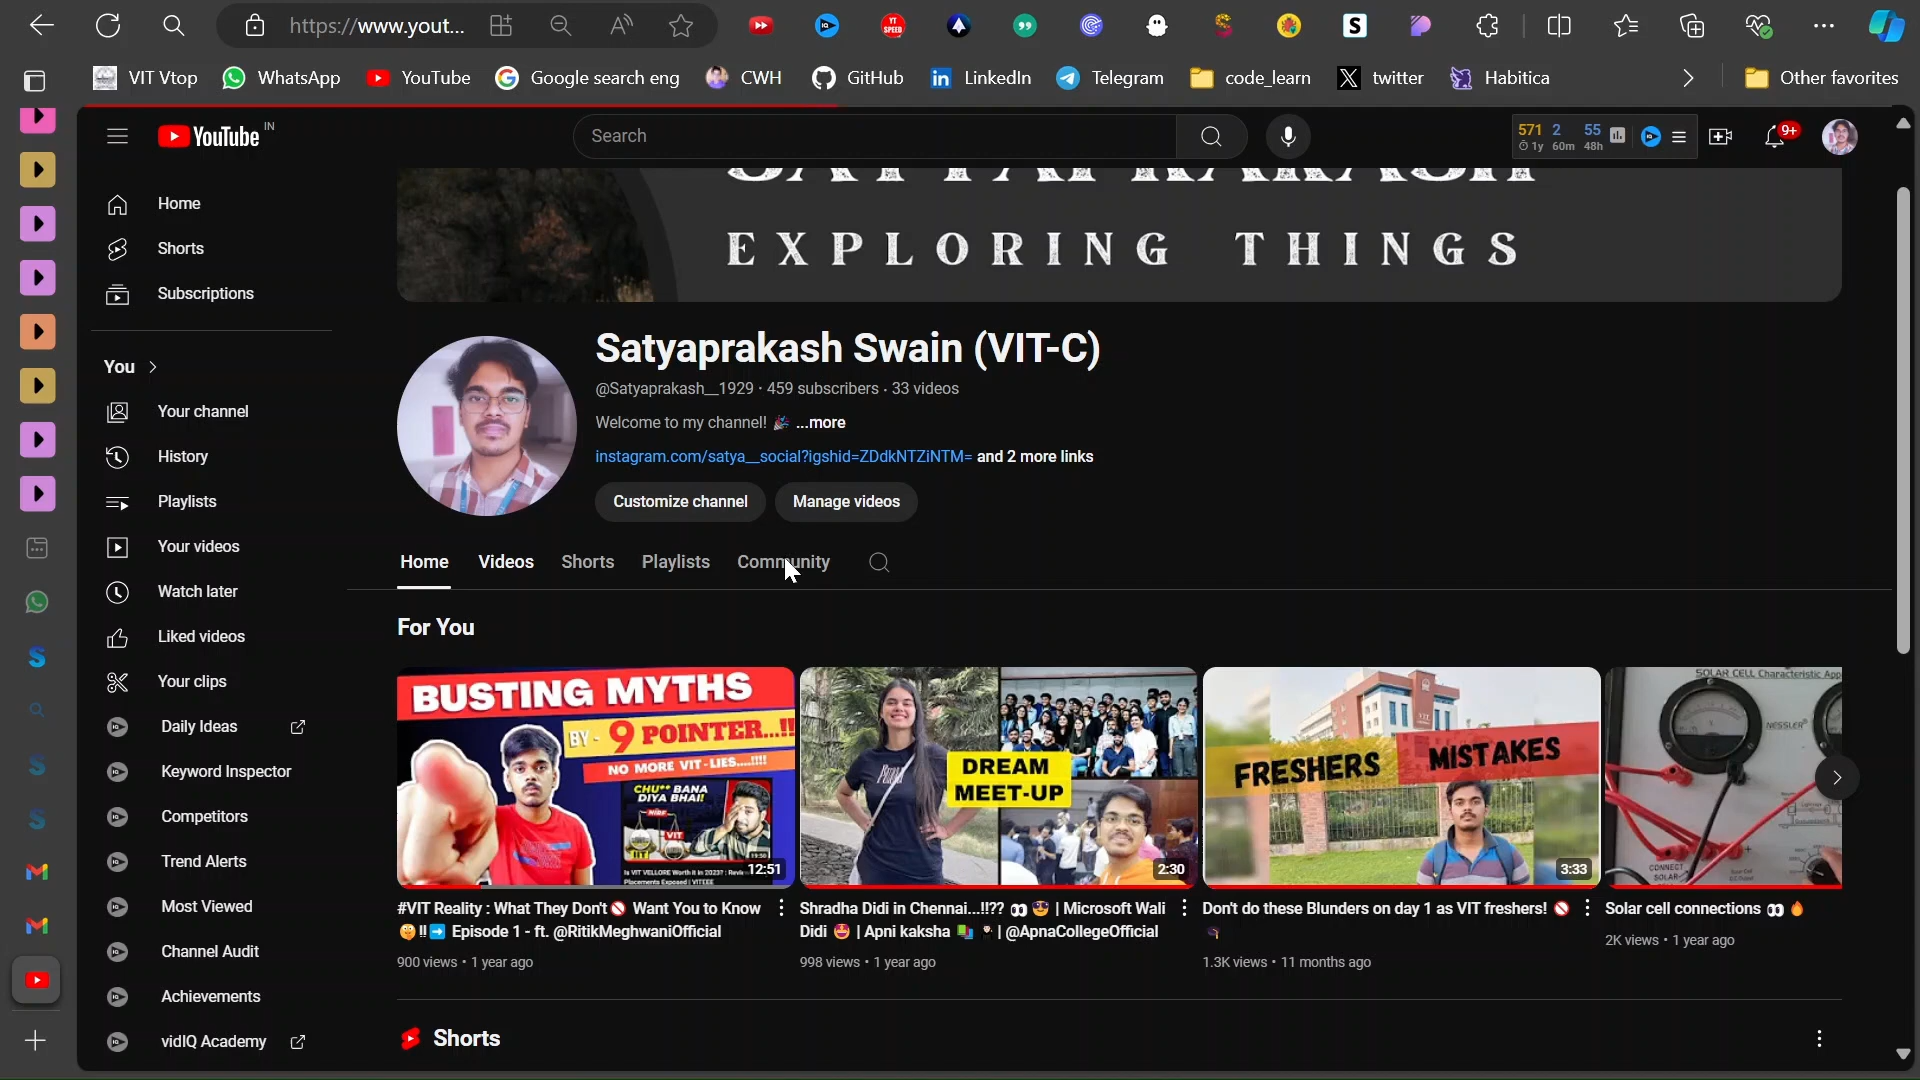 https://www.yout...
YT SPEED
VIT Vtop
WhatsApp
YouTube
Google search eng
CWH
GitHub
LinkedIn
Telegram
code_learn
twitter
Habitica
Other favorites
YouTube IN
Search
571 2 55
1y 60m 48h
9+
Home
Shorts
Subscriptions
You
Your channel
History
Playlists
Your videos
Watch later
Liked videos
Your clips
Daily Ideas
Keyword Inspector
Competitors
Trend Alerts
Most Viewed
Channel Audit
Achievements
vidIQ Academy
EXPLORING THINGS
Satyaprakash Swain (VIT-C)
@Satyaprakash__1929 · 459 subscribers · 33 videos
Welcome to my channel! 🎉 ...more
instagram.com/satya__social?igshid=ZDdkNTZiNTM= and 2 more links
Customize channel
Manage videos
Home
Videos
Shorts
Playlists
Community
For You
BUSTING MYTHS
BY - 9 POINTER...!!
NO MORE VIT-LIES....!!!!
CHU** BANA
DIYA BHAI!
NIRF
VIT
19:50
Is VIT VELLORE Worth it in 2023? : Revie
Placements Exposed | VITEEE
12:51
#VIT Reality : What They Don't🚫 Want You to Know
🤫‼️➡️ Episode 1 - ft. @RitikMeghwaniOfficial
900 views • 1 year ago
DREAM
MEET-UP
2:30
Shradha Didi in Chennai...!!?? 👀 😎 | Microsoft Wali
Didi 🤩 | Apni kaksha 📚 | @ApnaCollegeOfficial
998 views • 1 year ago
VIT
FRESHERS MISTAKES
3:33
Don't do these Blunders on day 1 as VIT freshers! 🚫
1.3K views • 11 months ago
SOLAR CELL Characteristic App
NESSLER
CONNECT
SOLAR
Solar cell connections 👀 🔥
2K views • 1 year ago
Shorts